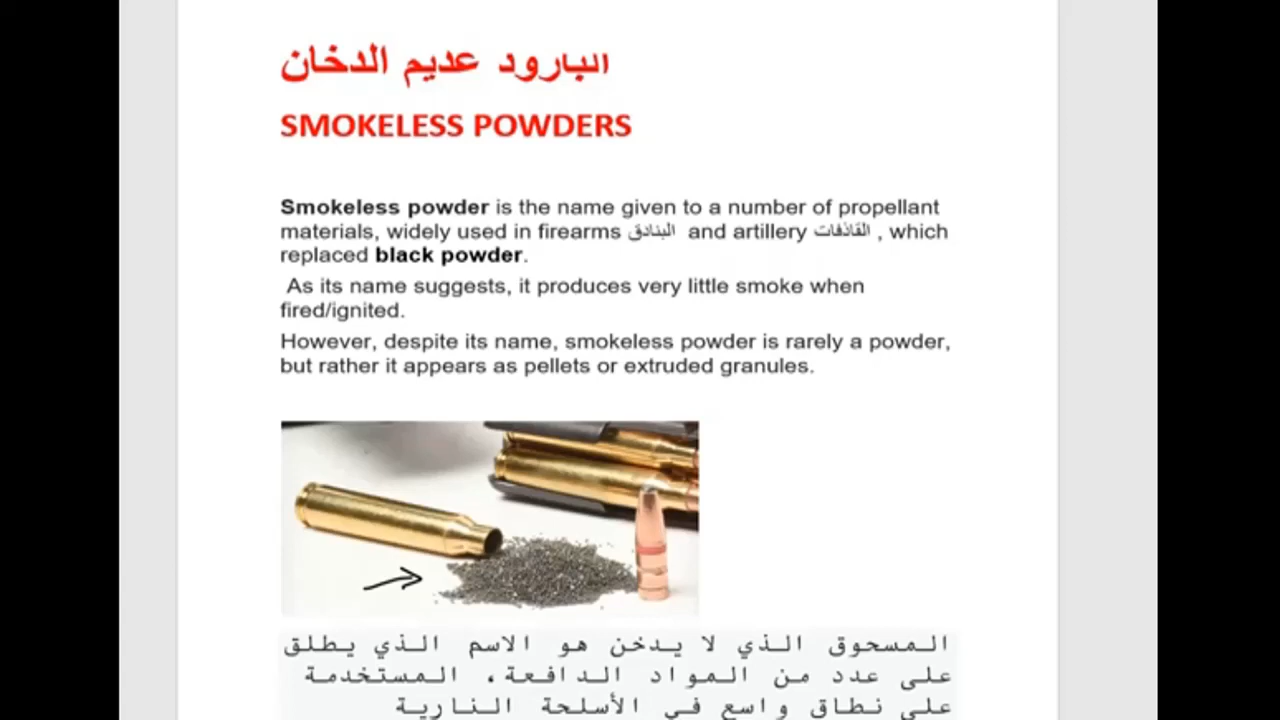 البارود عديم الدخان
SMOKELESS POWDERS
Smokeless powder is the name given to a number of propellant
materials, widely used in firearms البنادق and artillery القاذفات , which
replaced black powder.
As its name suggests, it produces very little smoke when
fired/ignited.
However, despite its name, smokeless powder is rarely a powder,
but rather it appears as pellets or extruded granules.
المسحوق الذي لا يدخن هو الاسم الذي يطلق
على عدد من المواد الدافعة، المستخدمة
على نطاق واسع في الأسلحة النارية